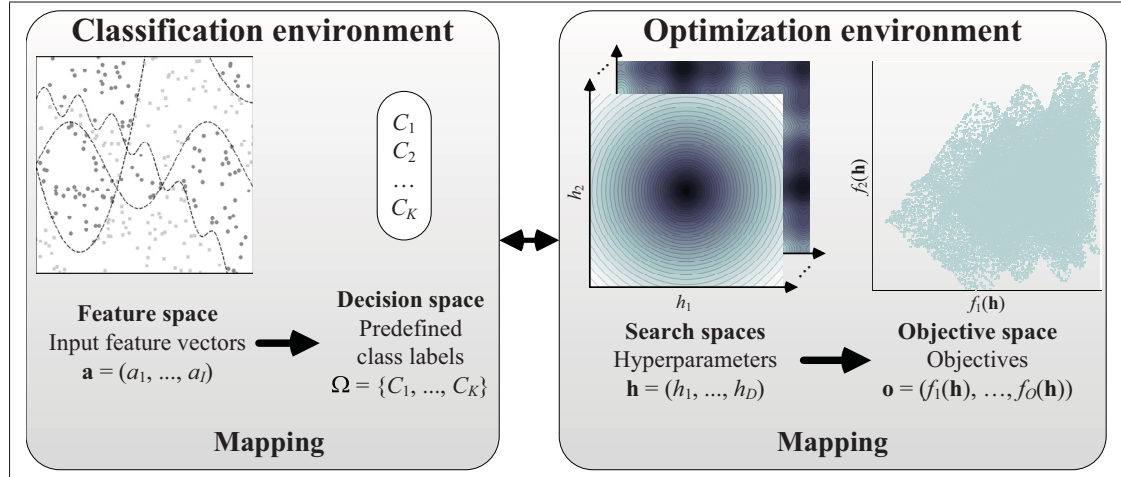 Classification environment
C1
C2
...
CK
Feature space
Input feature vectors
a = (a1, ..., aI)
Decision space
Predefined
class labels
Ω = {C1, ..., CK}
Mapping
Optimization environment
...
h2
h1
...
f2(h)
f1(h)
Search spaces
Hyperparameters
h = (h1, ..., hD)
Objective space
Objectives
o = (f1(h), …, fO(h))
Mapping